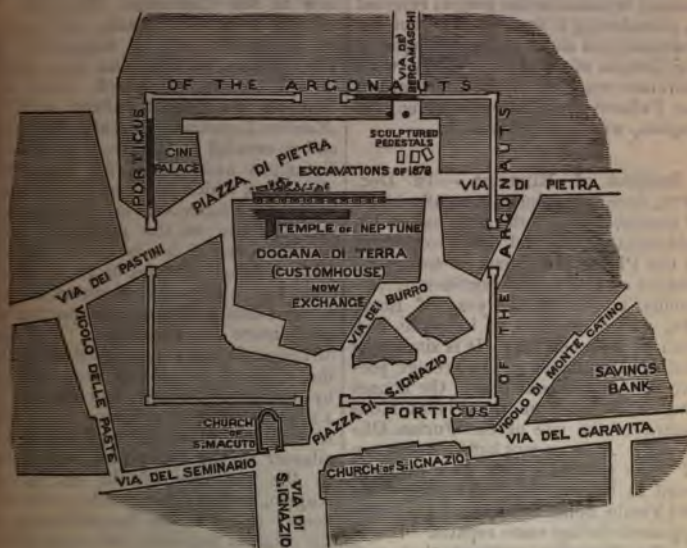 VIA DE'
BERGAMASCHI
OF THE ARGONAUTS
PORTICUS
CINI
PALACE
PIAZZA DI PIETRA
SCULPTURED
PEDESTALS
EXCAVATIONS OF 1878
VIA DI PIETRA
OF THE ARGONAUTS
TEMPLE OF NEPTUNE
DOGANA DI TERRA
(CUSTOMHOUSE)
NOW
EXCHANGE
VIA DEI PASTINI
VIA DEI BURRO
VICOLO DELLE PASTE
PIAZZA DI S. IGNAZIO
VICOLO DI MONTE CATINO
SAVINGS
BANK
PORTICUS
CHURCH
OF
S. MACUTO
VIA DEL CARAVITA
VIA DEL SEMINARIO
CHURCH OF S. IGNAZIO
VIA DI
S. IGNAZIO